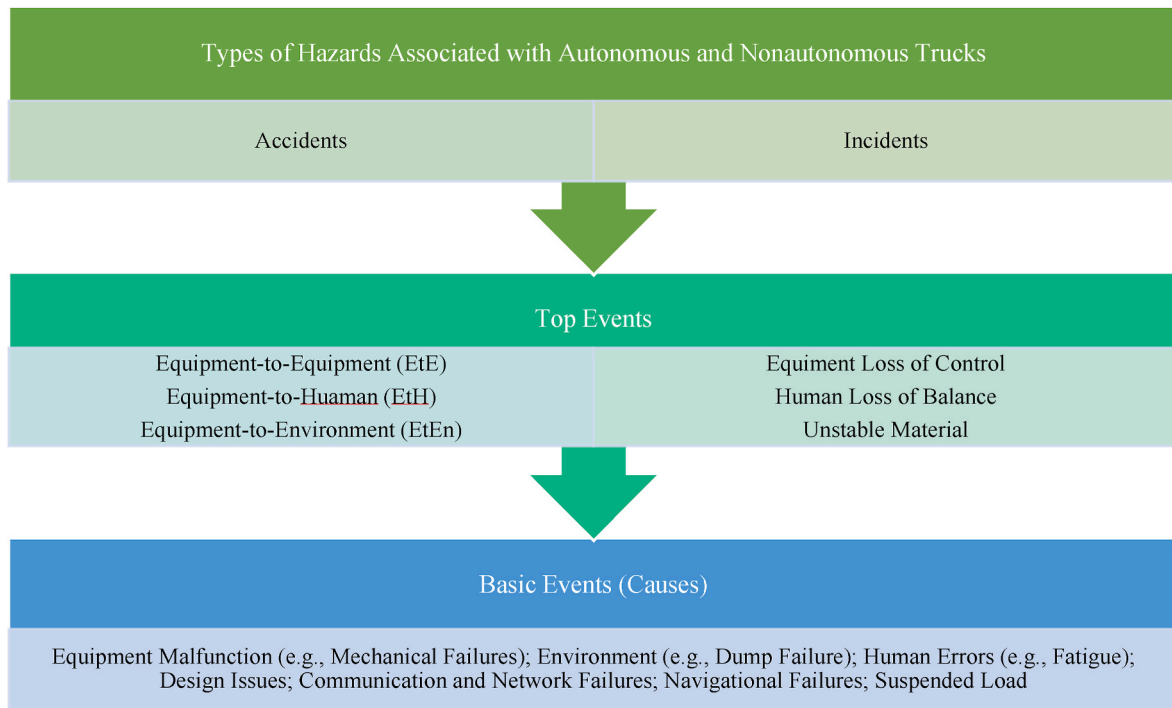 Types of Hazards Associated with Autonomous and Nonautonomous Trucks
Accidents
Incidents
Top Events
Equipment-to-Equipment (EtE)
Equipment-to-Huaman (EtH)
Equipment-to-Environment (EtEn)
Equiment Loss of Control
Human Loss of Balance
Unstable Material
Basic Events (Causes)
Equipment Malfunction (e.g., Mechanical Failures); Environment (e.g., Dump Failure); Human Errors (e.g., Fatigue);
Design Issues; Communication and Network Failures; Navigational Failures; Suspended Load